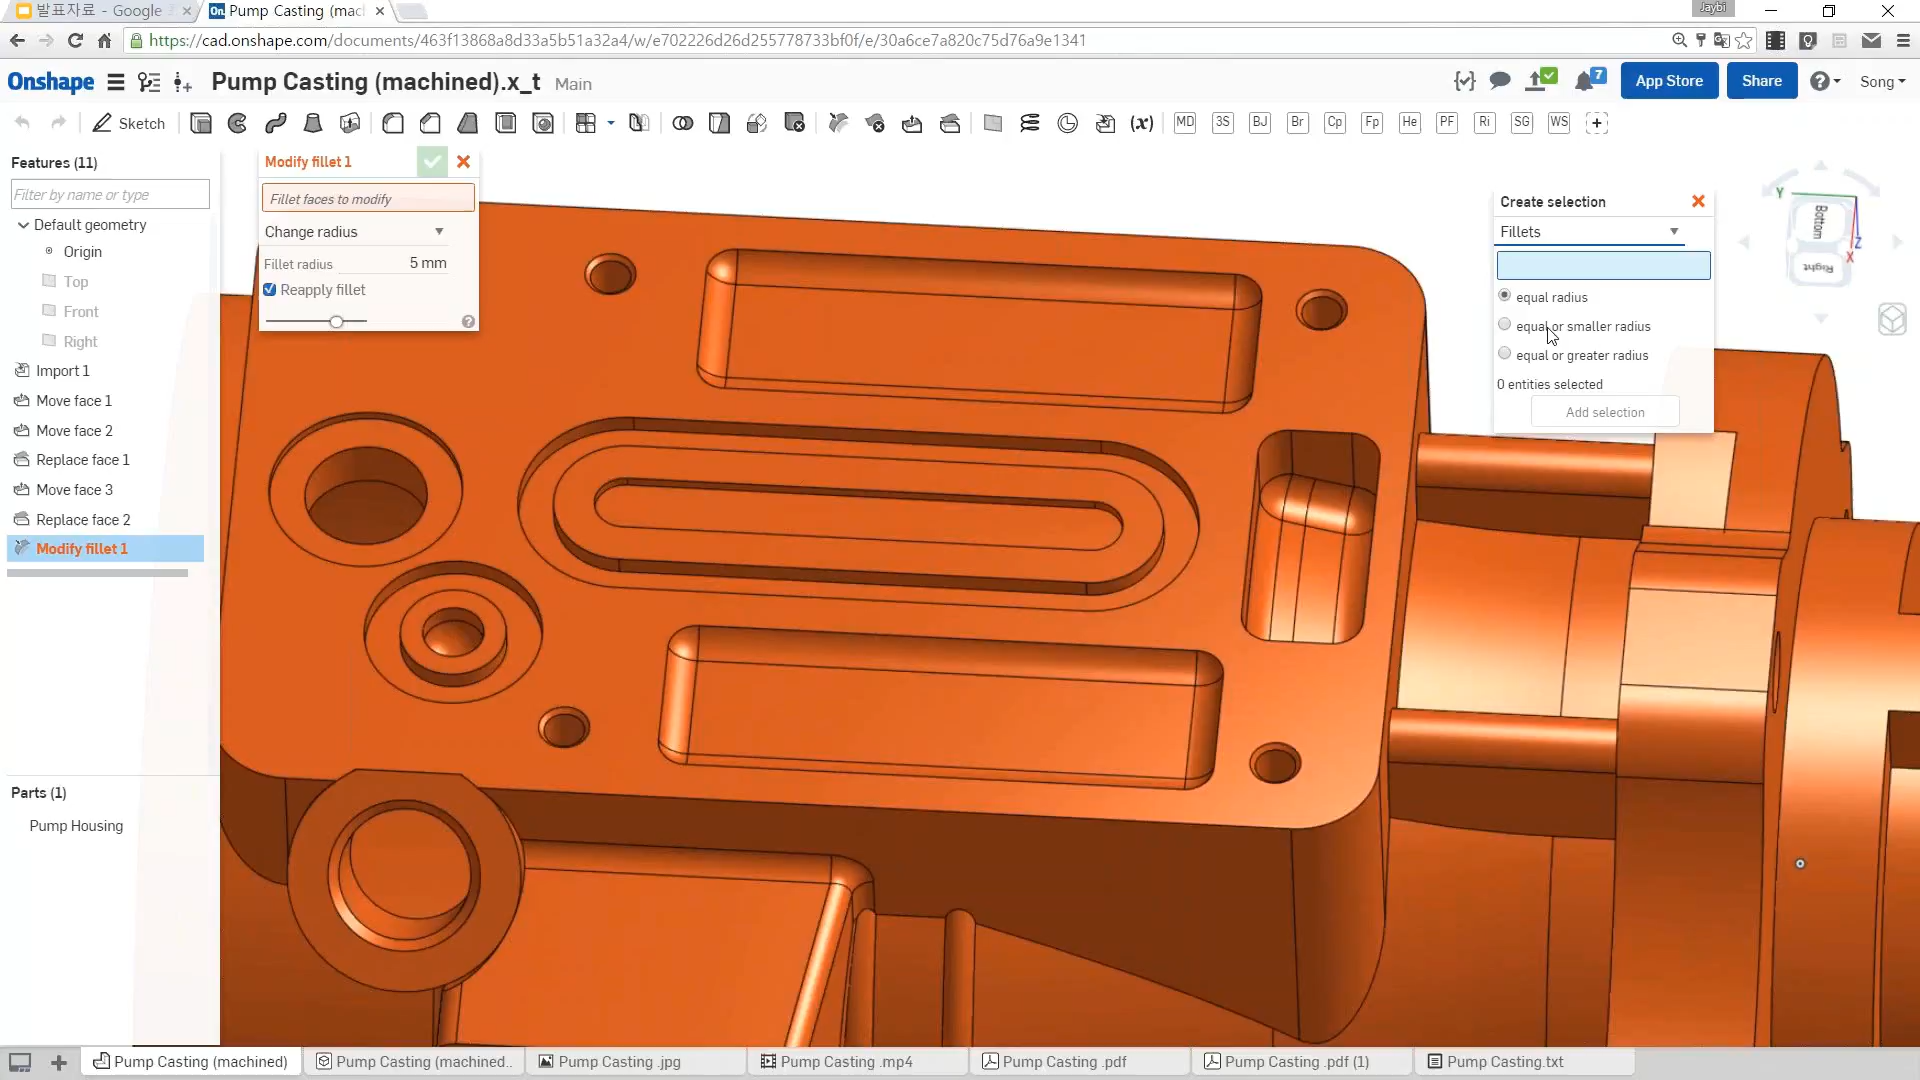 발표자료 - Google
Pump Casting (mac
Jaybi
https://cad.onshape.com/documents/463f13868a8d33a5b51a32a4/w/e702226d26d255778733bf0f/e/30a6ce7a820c75d76a9e1341
Onshape
Pump Casting (machined).x_t Main
7
App Store
Share
Song
Sketch
(x)
MD
3S
BJ
Br
Cp
Fp
He
PF
Ri
SG
WS
Features (11)
Filter by name or type
Default geometry
Origin
Top
Front
Right
Import 1
Move face 1
Move face 2
Replace face 1
Move face 3
Replace face 2
Modify fillet 1
Parts (1)
Pump Housing
Modify fillet 1
Fillet faces to modify
Change radius
Fillet radius 5 mm
Reapply fillet
Create selection
Fillets
equal radius
equal or smaller radius
equal or greater radius
0 entities selected
Add selection
Y
Bottom
Z
X
Right
Pump Casting (machined)
Pump Casting (machined..
Pump Casting .jpg
Pump Casting .mp4
Pump Casting .pdf
Pump Casting .pdf (1)
Pump Casting.txt